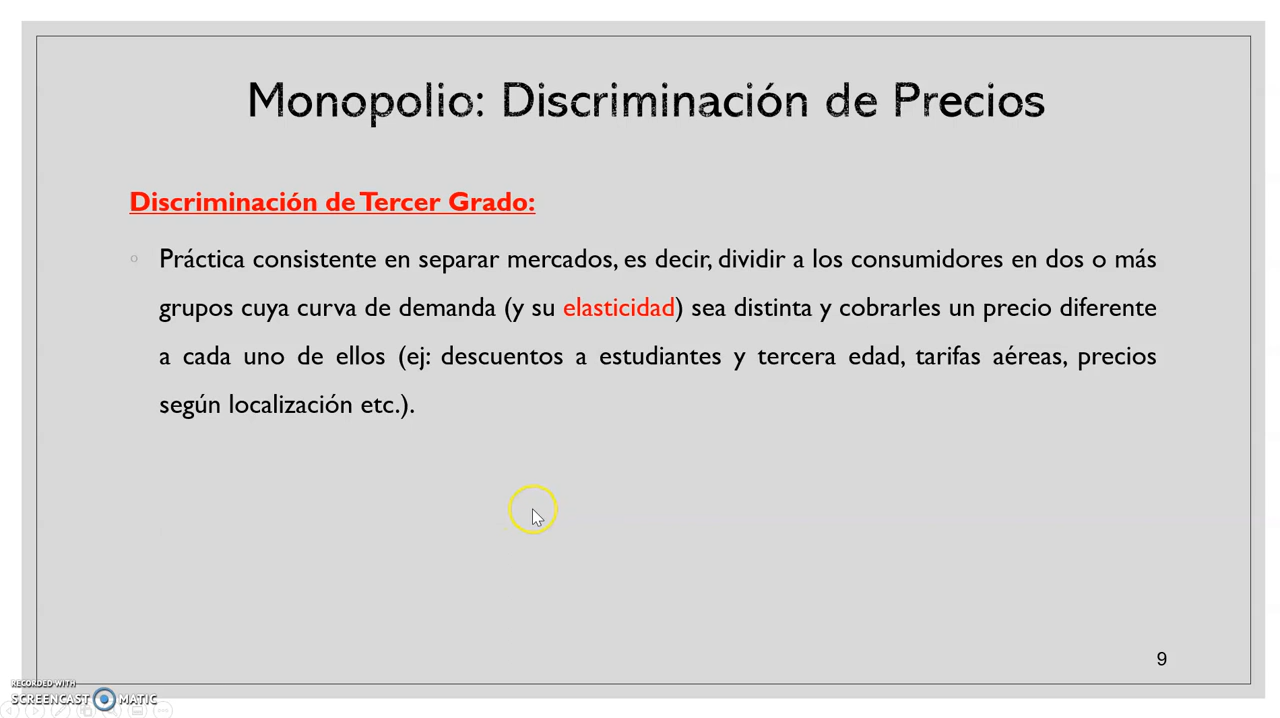 Monopolio: Discriminación de Precios
Discriminación de Tercer Grado:
Práctica consistente en separar mercados, es decir, dividir a los consumidores en dos o más
grupos cuya curva de demanda (y su elasticidad) sea distinta y cobrarles un precio diferente
a cada uno de ellos (ej: descuentos a estudiantes y tercera edad, tarifas aéreas, precios
según localización etc.).
9
RECORDED WITH
SCREENCAST MATIC